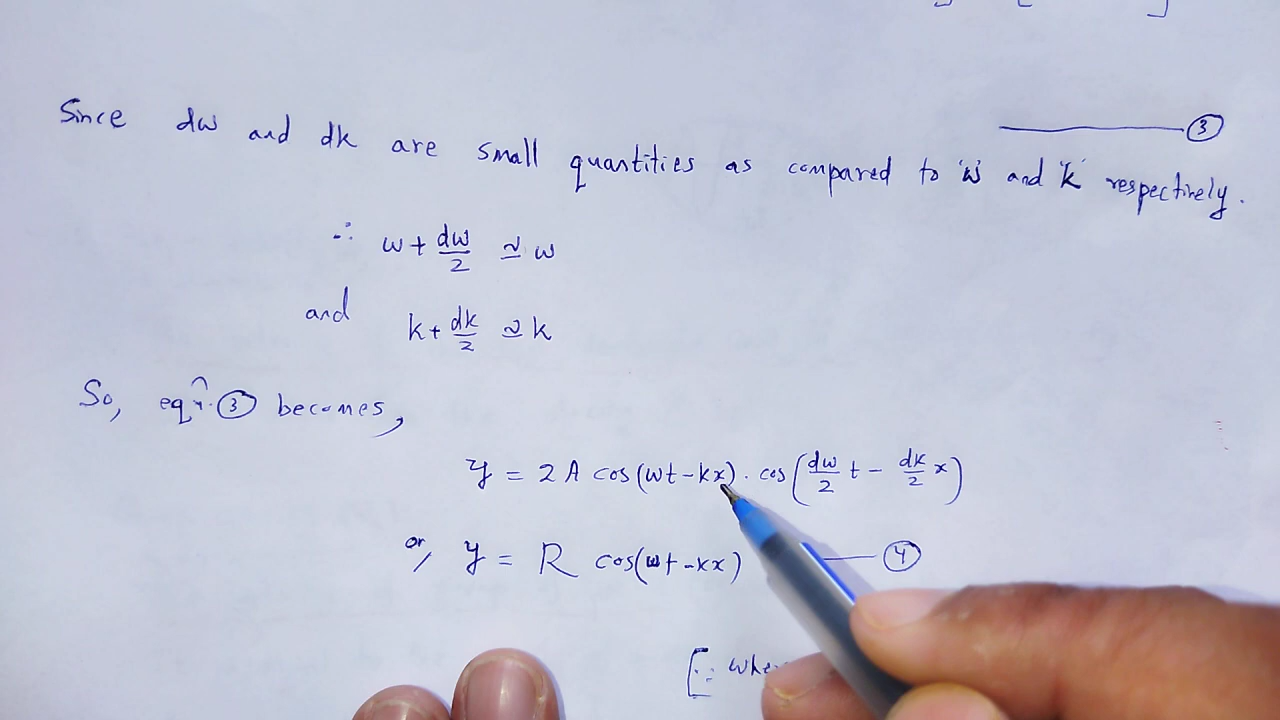 ③
Since dω and dk are small quantities as compared to 'ω' and 'k' respectively.
∴ ω + dω/2 ≃ ω
and k + dk/2 ≃ k
So, eqn. ③ becomes,
y = 2A cos(ωt - kx) . cos(dω/2 t - dk/2 x)
or, y = R cos(ωt - kx) — ④
[∵